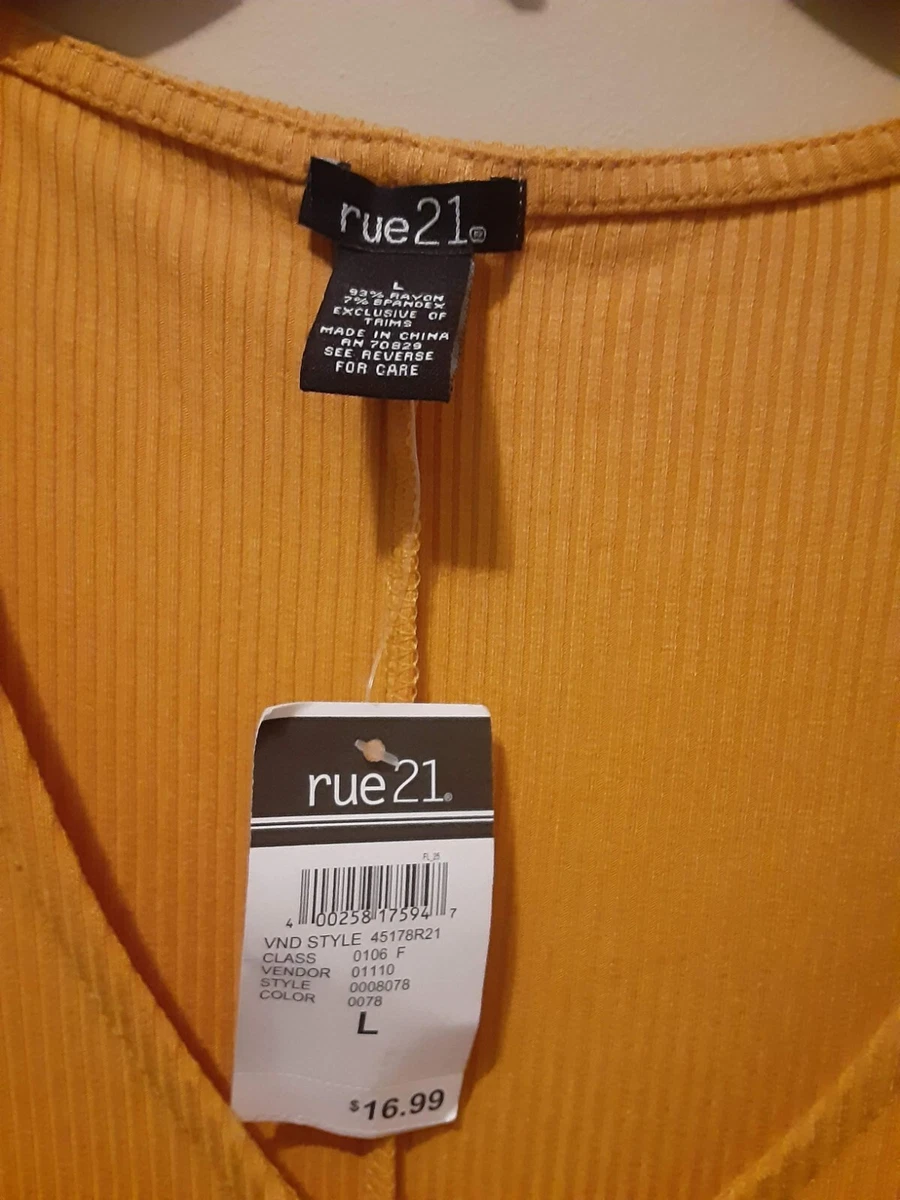 rue21®
L
93% RAYON
7% SPANDEX
EXCLUSIVE OF
TRIMS
MADE IN CHINA
RN 70829
SEE REVERSE
FOR CARE
rue21®
FL_25
4 00258 17594 7
VND STYLE 45178R21
CLASS 0106 F
VENDOR 01110
STYLE 0008078
COLOR 0078
L
$16.99